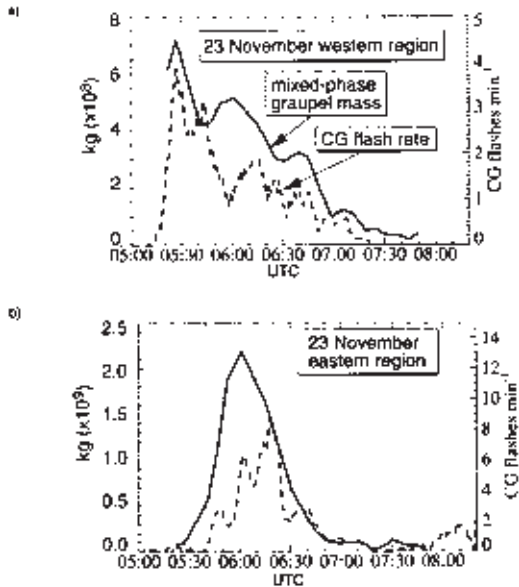 a)
8
6
4
2
0
kg (x10⁸)
23 November western region
mixed-phase
graupel mass
CG flash rate
5
4
3
2
1
0
CG flashes min
05:00 05:30 06:00 06:30 07:00 07:30 08:00
UTC
b)
2.5
2.0
1.5
1.0
0.5
0.0
kg (x10⁹)
23 November
eastern region
14
12
10
8
6
4
2
0
CG flashes min
05:00 05:30 06:00 06:30 07:00 07:30 08:00
UTC